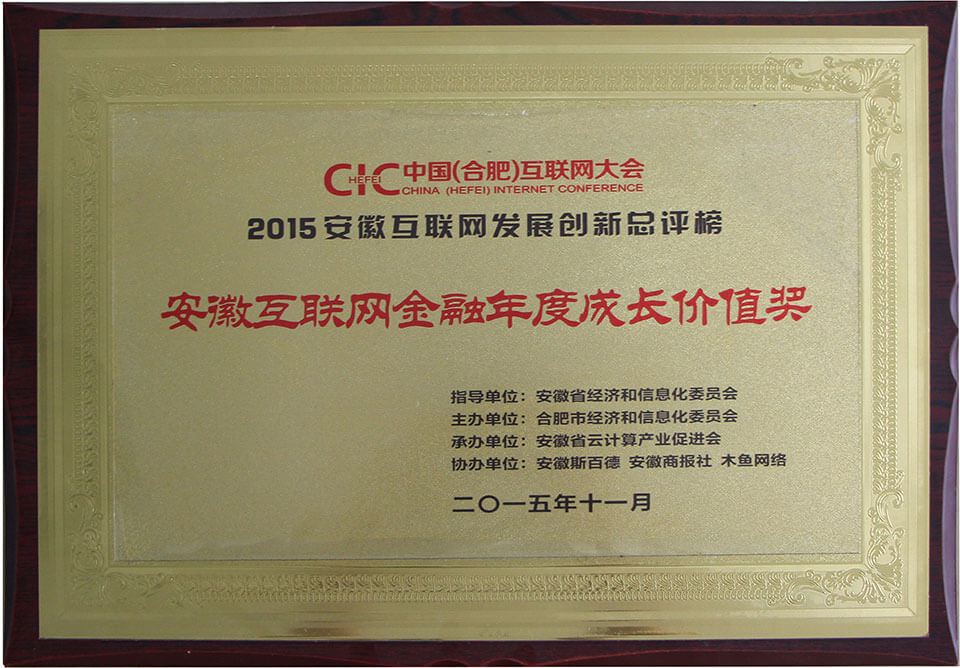 CIC HEFEI 中国(合肥)互联网大会
CHINA (HEFEI) INTERNET CONFERENCE
2015安徽互联网发展创新总评榜
安徽互联网金融年度成长价值奖
指导单位：安徽省经济和信息化委员会
主办单位：合肥市经济和信息化委员会
承办单位：安徽省云计算产业促进会
协办单位：安徽斯百德 安徽商报社 木鱼网络
二〇一五年十一月